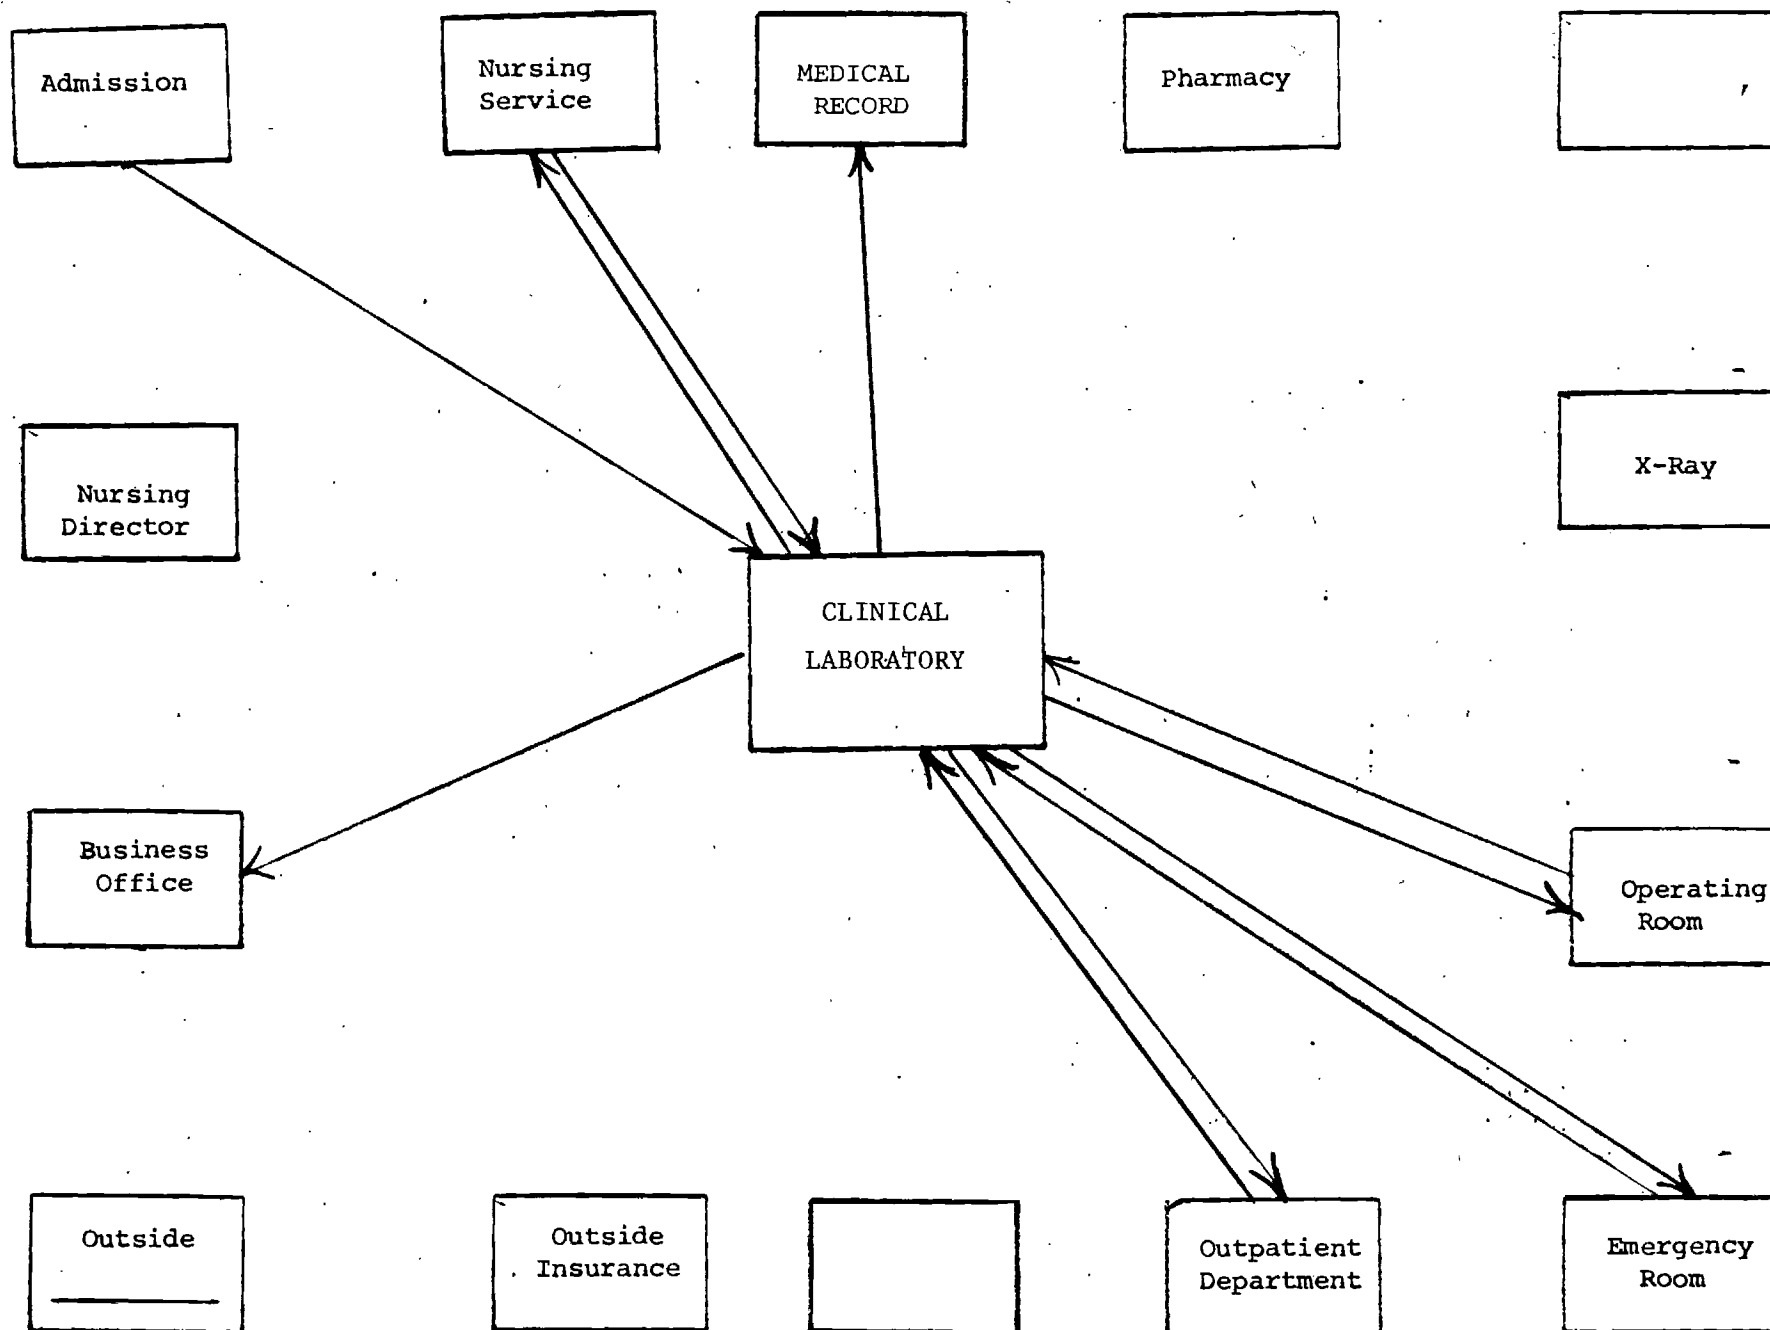 Admission
Nursing
Service
MEDICAL
RECORD
Pharmacy
Nursing
Director
X-Ray
CLINICAL
LABORATORY
Business
Office
Operating
Room
Outside
Outside
Insurance
Outpatient
Department
Emergency
Room